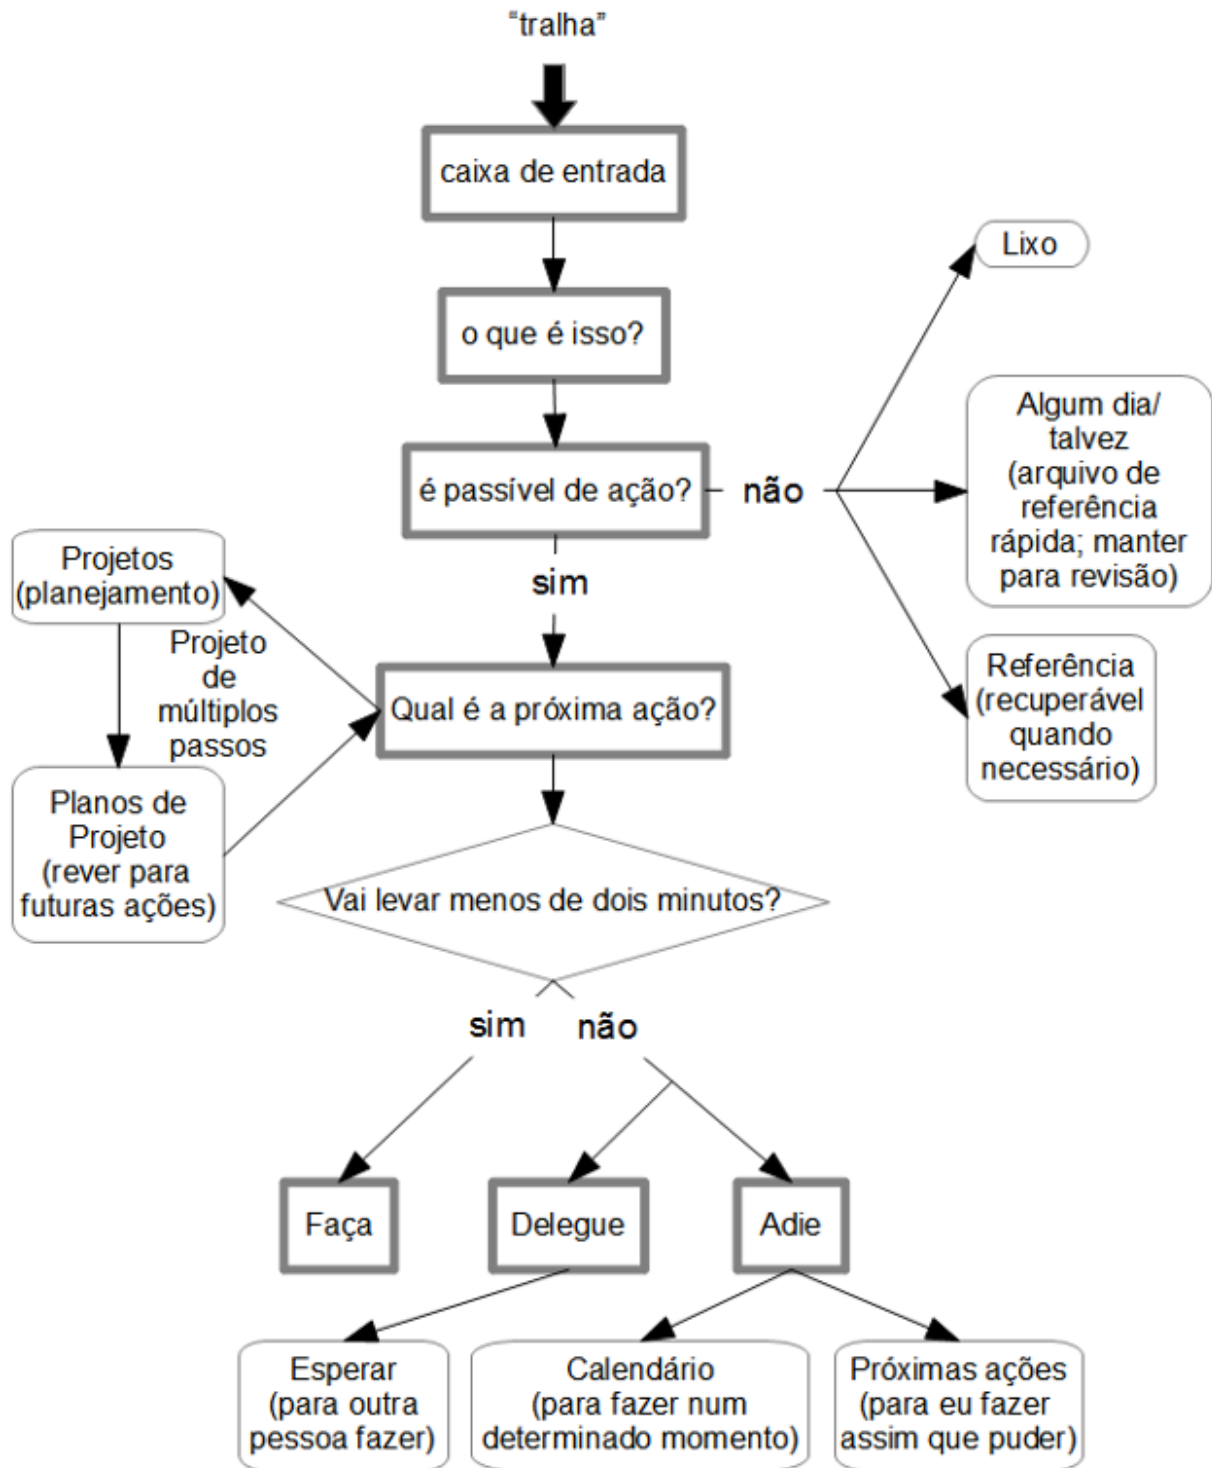 “tralha”
caixa de entrada
o que é isso?
é passível de ação?
não
Lixo
Algum dia/
talvez
(arquivo de
referência
rápida; manter
para revisão)
Referência
(recuperável
quando
necessário)
sim
Projetos
(planejamento)
Projeto
de
múltiplos
passos
Planos de
Projeto
(rever para
futuras ações)
Qual é a próxima ação?
Vai levar menos de dois minutos?
sim
não
Faça
Delegue
Adie
Esperar
(para outra
pessoa fazer)
Calendário
(para fazer num
determinado momento)
Próximas ações
(para eu fazer
assim que puder)